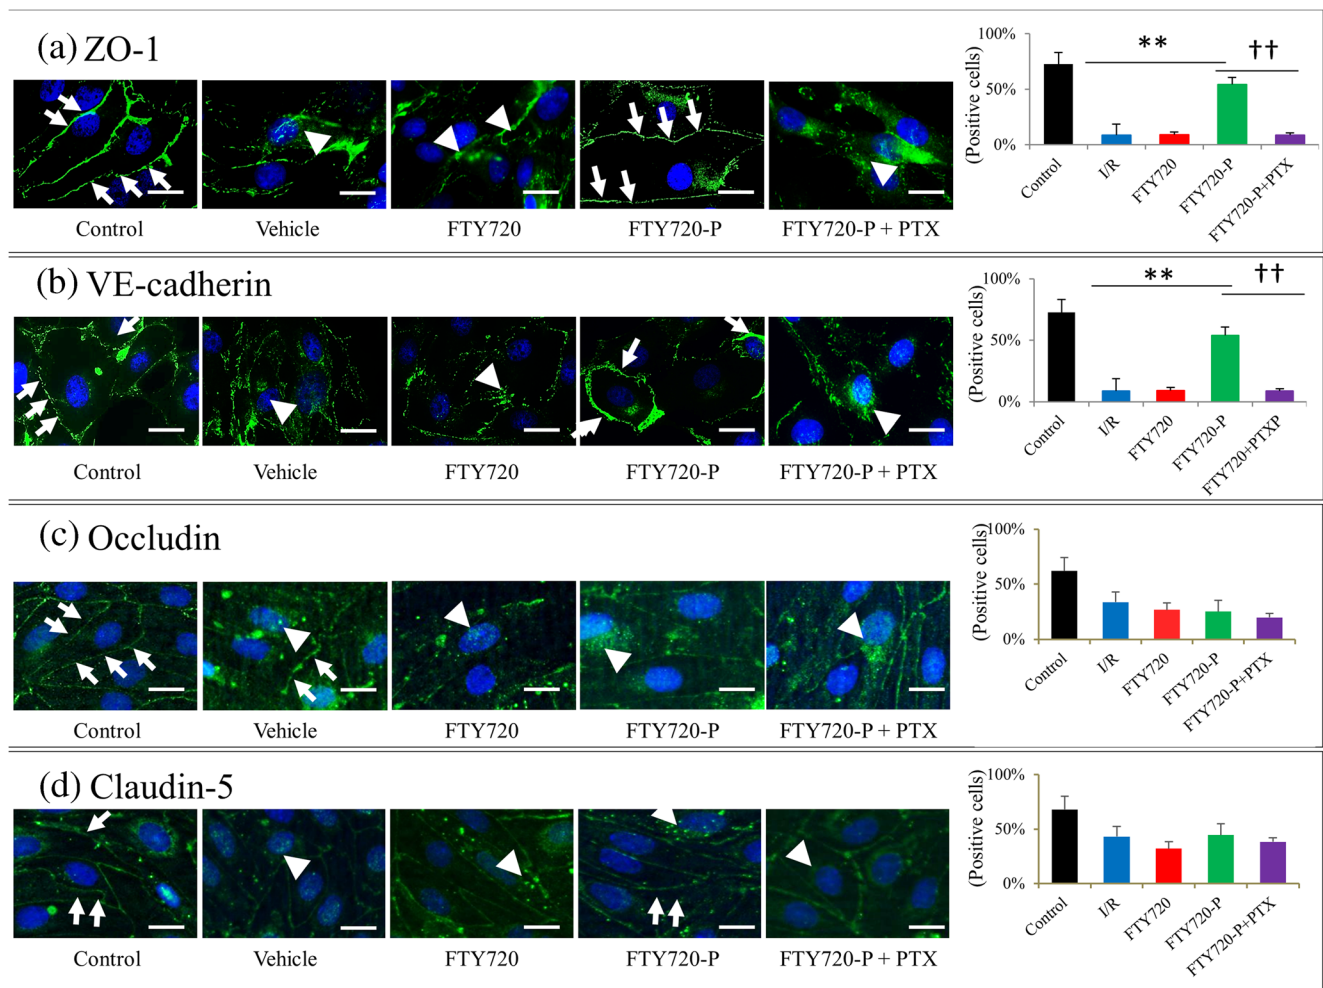 (a) ZO-1
Control
Vehicle
FTY720
FTY720-P
FTY720-P + PTX
(Positive cells)
100%
50%
0%
**
††
Control
I/R
FTY720
FTY720-P
FTY720-P+PTX
(b) VE-cadherin
Control
Vehicle
FTY720
FTY720-P
FTY720-P + PTX
(Positive cells)
100%
50%
0%
**
††
Control
I/R
FTY720
FTY720-P
FTY720+PTXP
(c) Occludin
Control
Vehicle
FTY720
FTY720-P
FTY720-P + PTX
(Positive cells)
100%
50%
0%
Control
I/R
FTY720
FTY720-P
FTY720-P+PTX
(d) Claudin-5
Control
Vehicle
FTY720
FTY720-P
FTY720-P + PTX
(Positive cells)
100%
50%
0%
Control
I/R
FTY720
FTY720-P
FTY720-P+PTX